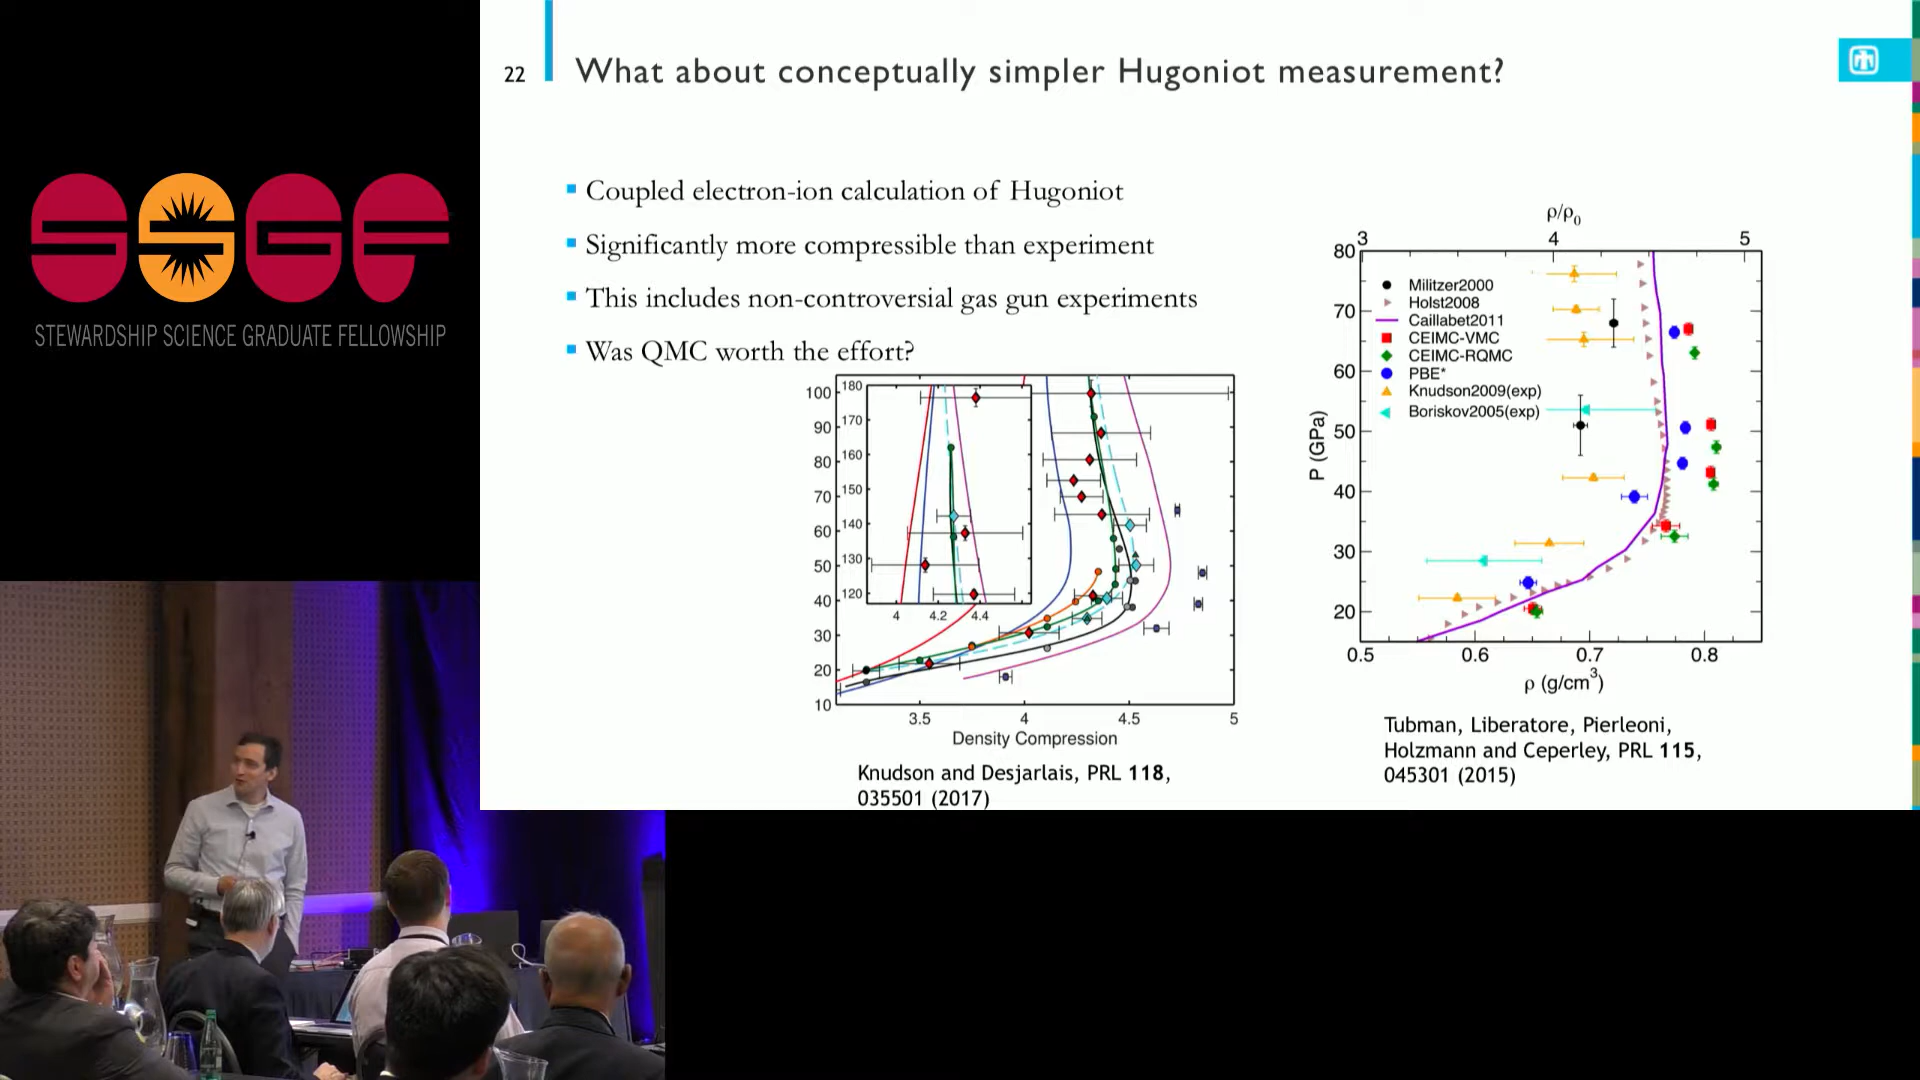 SSGF
STEWARDSHIP SCIENCE GRADUATE FELLOWSHIP
22
What about conceptually simpler Hugoniot measurement?
Coupled electron-ion calculation of Hugoniot
Significantly more compressible than experiment
This includes non-controversial gas gun experiments
Was QMC worth the effort?
100
90
80
70
60
50
40
30
20
10
3.5
4
4.5
5
Density Compression
180
170
160
150
140
130
120
4
4.2
4.4
Knudson and Desjarlais, PRL 118,
035501 (2017)
ρ/ρ0
3
4
5
80
70
60
50
40
30
20
P (GPa)
Militzer2000
Holst2008
Caillabet2011
CEIMC-VMC
CEIMC-RQMC
PBE*
Knudson2009(exp)
Boriskov2005(exp)
0.5
0.6
0.7
0.8
ρ (g/cm3)
Tubman, Liberatore, Pierleoni,
Holzmann and Ceperley, PRL 115,
045301 (2015)